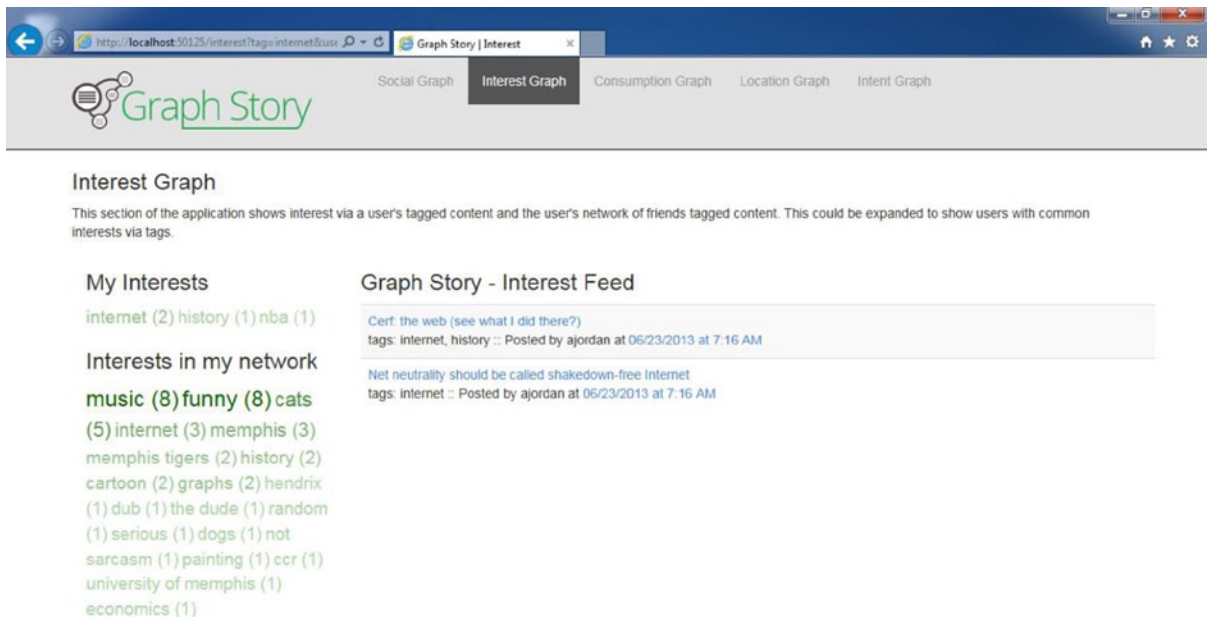 http://localhost:50125/interest?tag=internet&use
Graph Story | Interest
Graph Story
Social Graph Interest Graph Consumption Graph Location Graph Intent Graph
Interest Graph
This section of the application shows interest via a user's tagged content and the user's network of friends tagged content. This could be expanded to show users with common
interests via tags.
My Interests
internet (2) history (1) nba (1)
Interests in my network
music (8) funny (8) cats
(5) internet (3) memphis (3)
memphis tigers (2) history (2)
cartoon (2) graphs (2) hendrix
(1) dub (1) the dude (1) random
(1) serious (1) dogs (1) not
sarcasm (1) painting (1) ccr (1)
university of memphis (1)
economics (1)
Graph Story - Interest Feed
Cerf: the web (see what I did there?)
tags: internet, history :: Posted by ajordan at 06/23/2013 at 7:16 AM
Net neutrality should be called shakedown-free Internet
tags: internet :: Posted by ajordan at 06/23/2013 at 7:16 AM